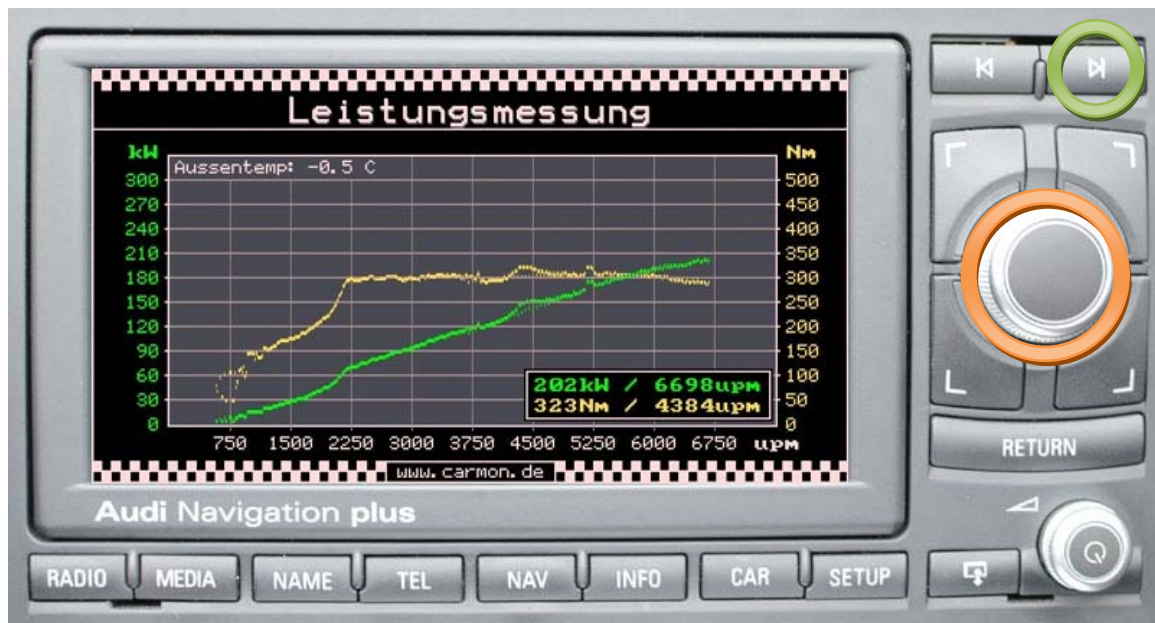 Leistungsmessung
kW
Nm
Aussentemp: -0.5 C
300
270
240
210
180
150
120
90
60
30
0
500
450
400
350
300
250
200
150
100
50
0
202kW / 6698upm
323Nm / 4384upm
750 1500 2250 3000 3750 4500 5250 6000 6750 upm
www.carmon.de
Audi Navigation plus
RETURN
RADIO MEDIA NAME TEL NAV INFO CAR SETUP